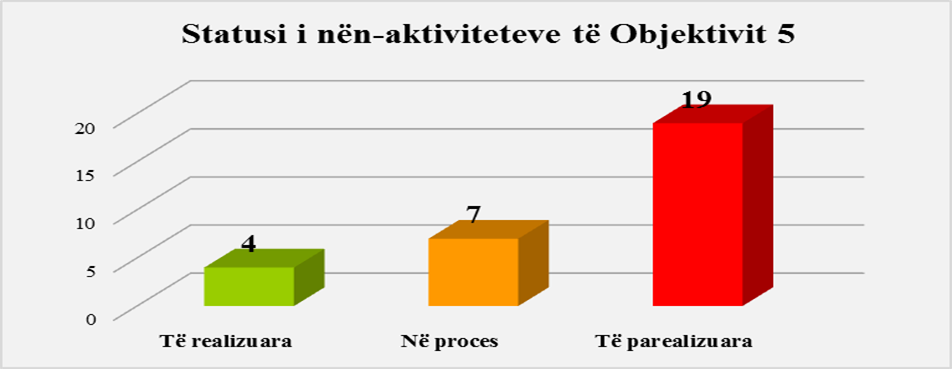 Statusi i nën-aktiviteteve të Objektivit 5
19
20
15
7
10
4
5
0
Të realizuara
Në proces
Të parealizuara